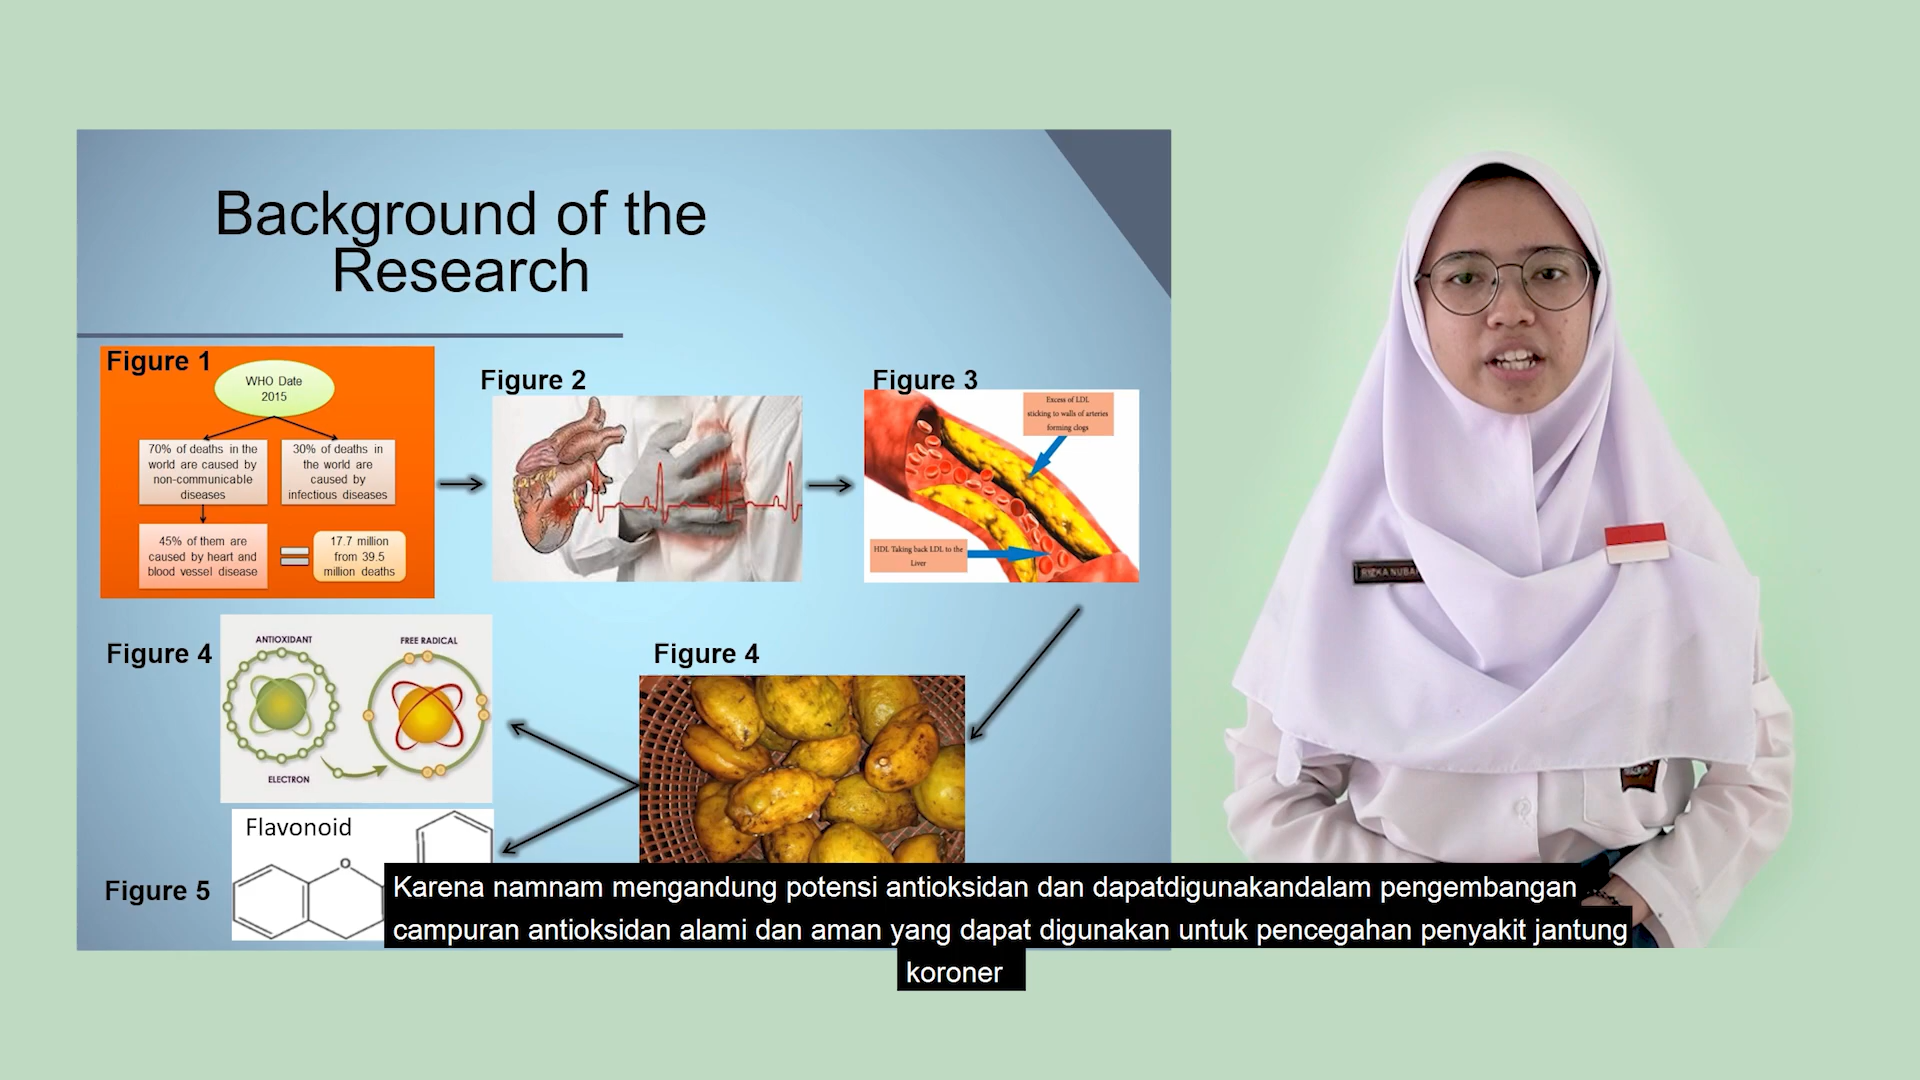 Background of the
Research
Figure 1
WHO Date
2015
70% of deaths in the
world are caused by
non-communicable
diseases
30% of deaths in
the world are
caused by
infectious diseases
45% of them are
caused by heart and
blood vessel disease
17.7 million
from 39.5
million deaths
Figure 2
Figure 3
Excess of LDL
sticking to walls of arteries
forming clogs
HDL Taking back LDL to the
Liver
Figure 4
ANTIOXIDANT
FREE RADICAL
ELECTRON
Figure 4
Flavonoid
O
Figure 5
RIZKA
Karena namnam mengandung potensi antioksidan dan dapatdigunakandalam pengembangan
campuran antioksidan alami dan aman yang dapat digunakan untuk pencegahan penyakit jantung
koroner